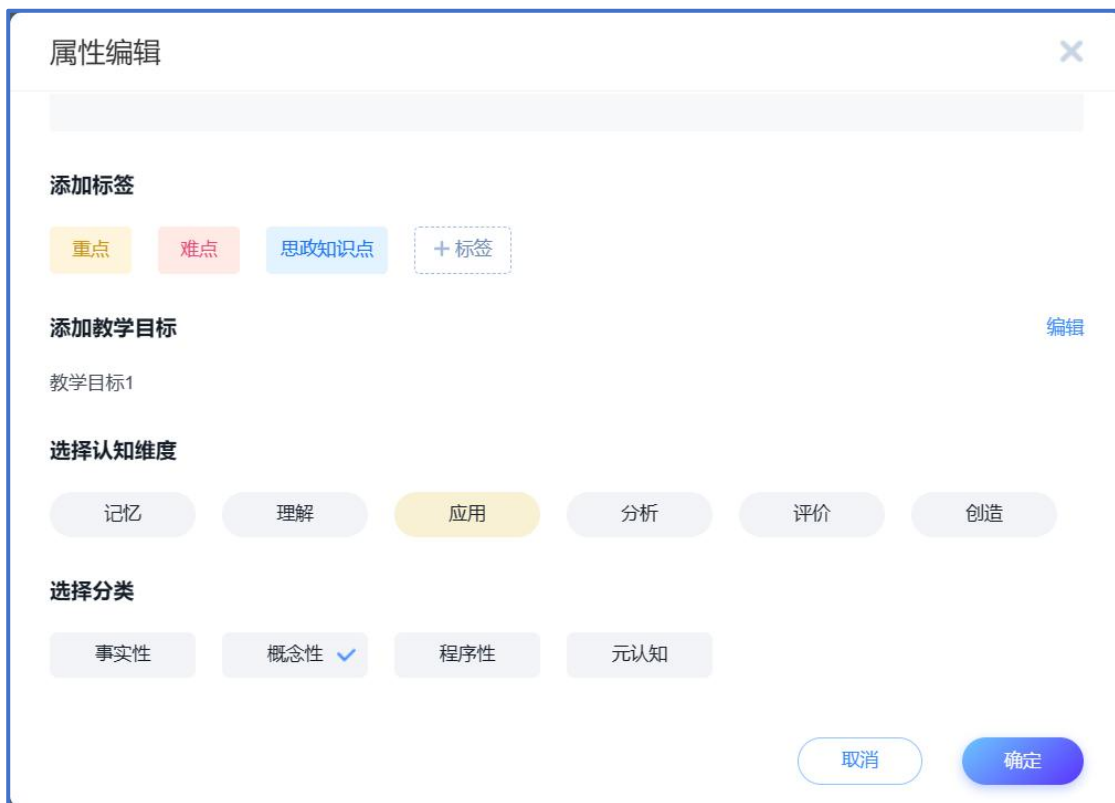 属性编辑
添加标签
重点 难点 思政知识点 +标签
添加教学目标 编辑
教学目标1
选择认知维度
记忆 理解 应用 分析 评价 创造
选择分类
事实性 概念性 程序性 元认知
取消 确定